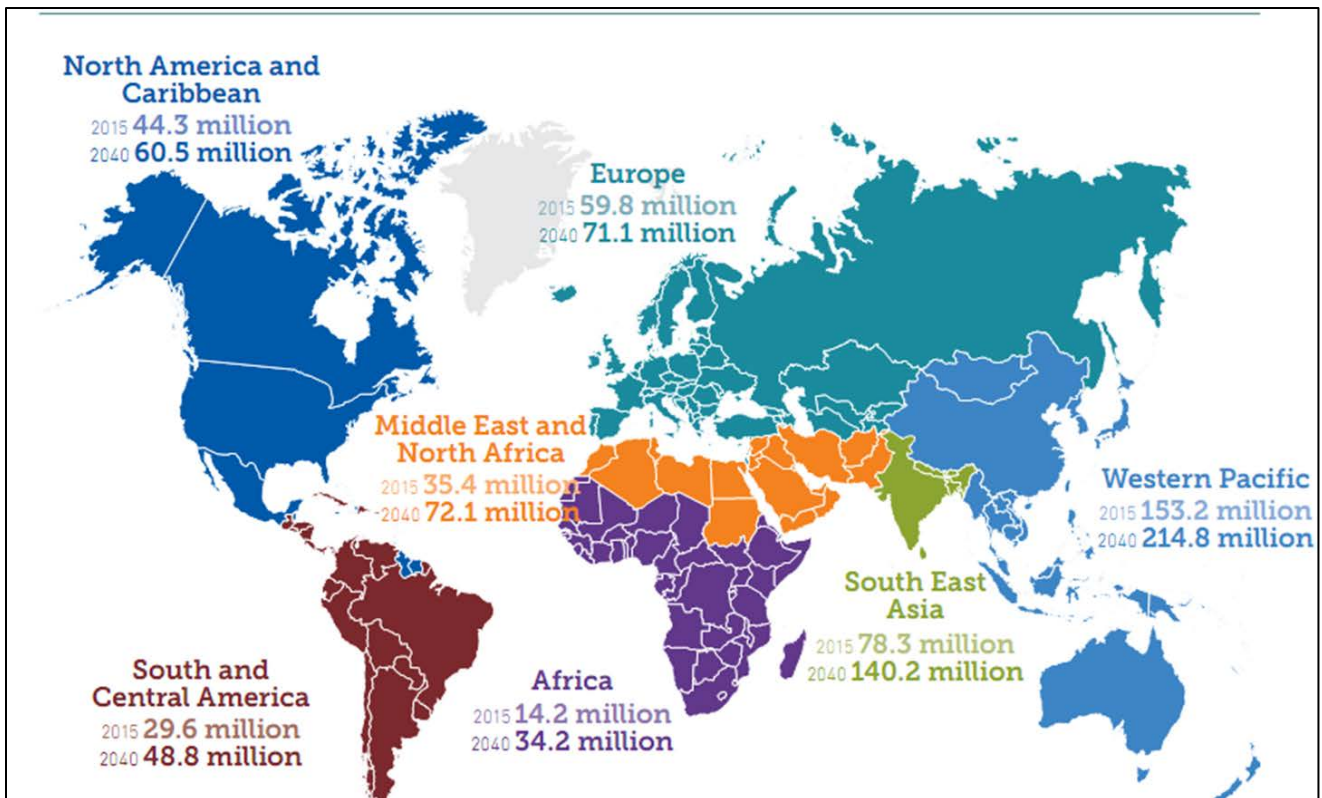 North America and
Caribbean
2015 44.3 million
2040 60.5 million
Europe
2015 59.8 million
2040 71.1 million
Middle East and
North Africa
2015 35.4 million
2040 72.1 million
Western Pacific
2015 153.2 million
2040 214.8 million
South East
Asia
2015 78.3 million
2040 140.2 million
South and
Central America
2015 29.6 million
2040 48.8 million
Africa
2015 14.2 million
2040 34.2 million